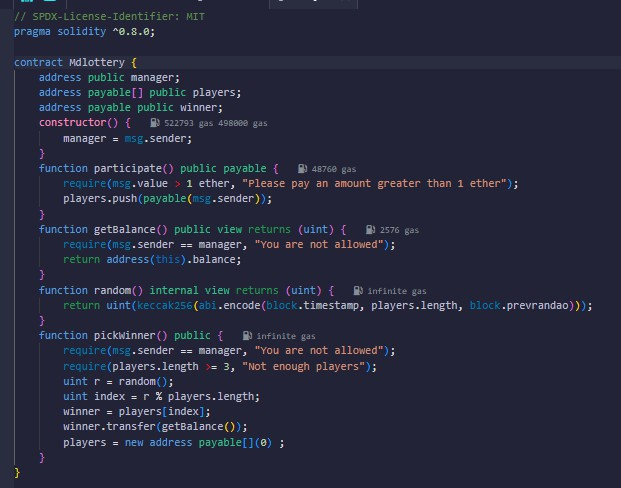 // SPDX-License-Identifier: MIT
pragma solidity ^0.8.0;

contract Mdlottery {
    address public manager;
    address payable[] public players;
    address payable public winner;
    constructor() {    522793 gas 498000 gas
        manager = msg.sender;
    }
    function participate() public payable {    48760 gas
        require(msg.value > 1 ether, "Please pay an amount greater than 1 ether");
        players.push(payable(msg.sender));
    }
    function getBalance() public view returns (uint) {    2576 gas
        require(msg.sender == manager, "You are not allowed");
        return address(this).balance;
    }
    function random() internal view returns (uint) {    infinite gas
        return uint(keccak256(abi.encode(block.timestamp, players.length, block.prevrandao)));
    }
    function pickWinner() public {    infinite gas
        require(msg.sender == manager, "You are not allowed");
        require(players.length >= 3, "Not enough players");
        uint r = random();
        uint index = r % players.length;
        winner = players[index];
        winner.transfer(getBalance());
        players = new address payable[](0) ;
    }
}